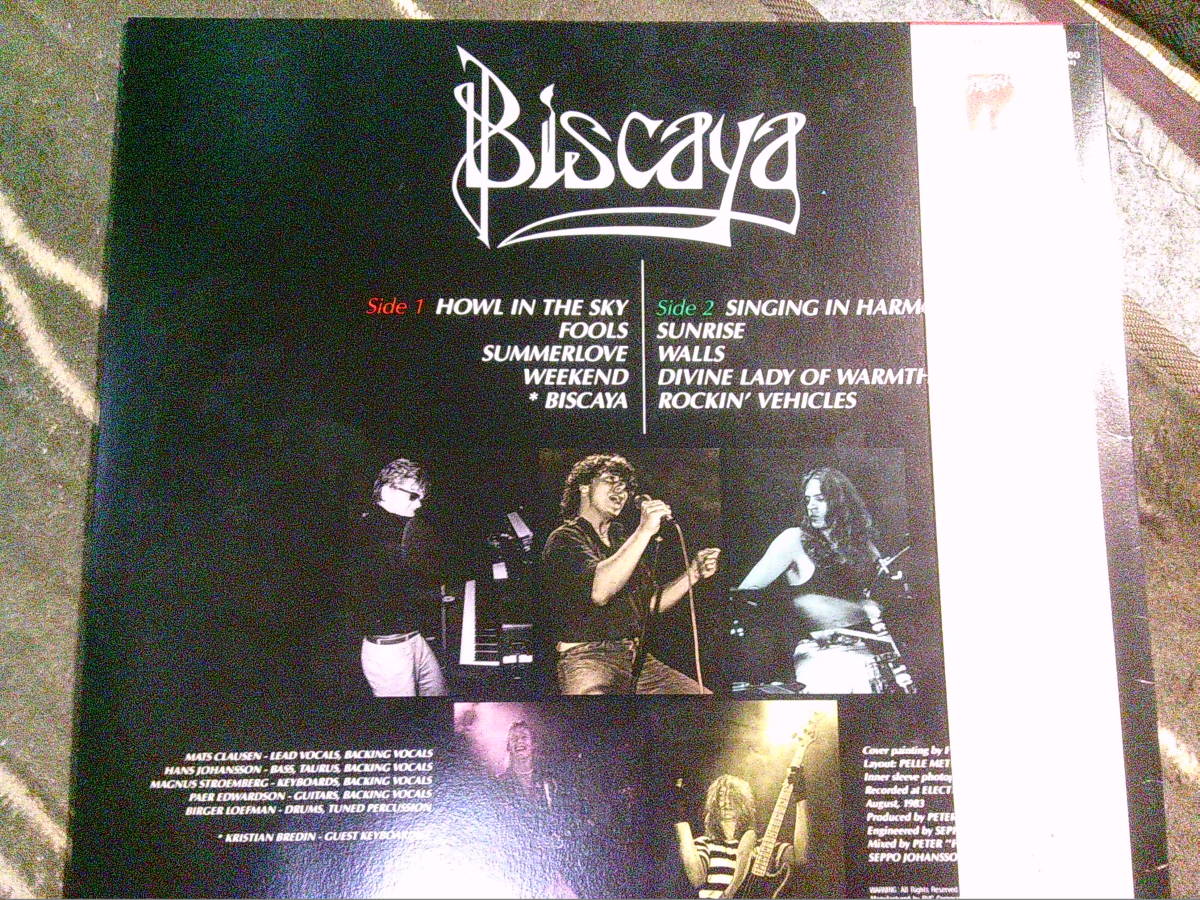 Biscaya
Side 1 HOWL IN THE SKY
FOOLS
SUMMERLOVE
WEEKEND
* BISCAYA
Side 2 SINGING IN HARMO
SUNRISE
WALLS
DIVINE LADY OF WARMTH
ROCKIN' VEHICLES
MATS CLAUSEN - LEAD VOCALS, BACKING VOCALS
HANS JOHANSSON - BASS, TAURUS, BACKING VOCALS
MAGNUS STROEMBERG - KEYBOARDS, BACKING VOCALS
PAER EDWARDSON - GUITARS, BACKING VOCALS
BIRGER LOEFMAN - DRUMS, TUNED PERCUSSION
* KRISTIAN BREDIN - GUEST KEYBOARDIST
Cover painting by
Layout: PELLE MET
Inner sleeve photo
Recorded at ELECT
August, 1983
Produced by PETER
Engineered by SEPP
Mixed by PETER "F
SEPPO JOHANSSO
WARNING: All Rights Reserved